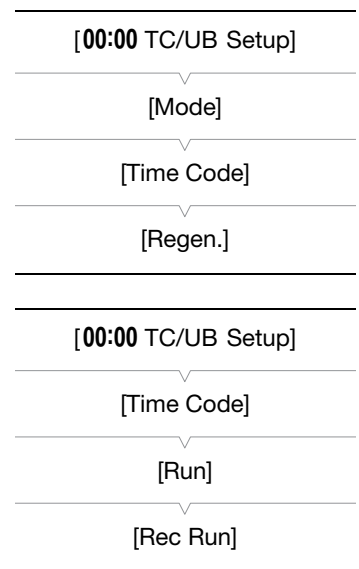 [00:00 TC/UB Setup]
[Mode]
[Time Code]
[Regen.]
[00:00 TC/UB Setup]
[Time Code]
[Run]
[Rec Run]